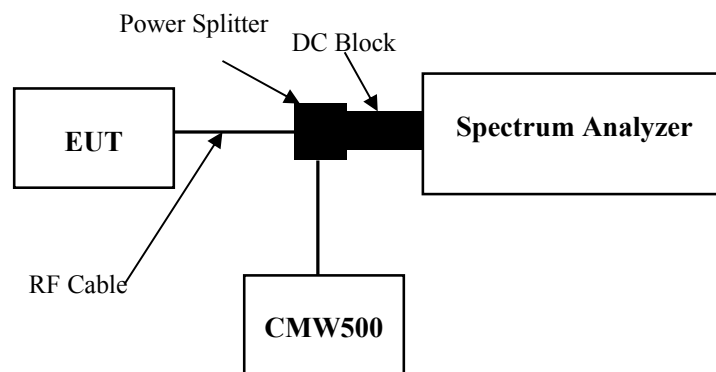 Power Splitter
DC Block
EUT
Spectrum Analyzer
RF Cable
CMW500